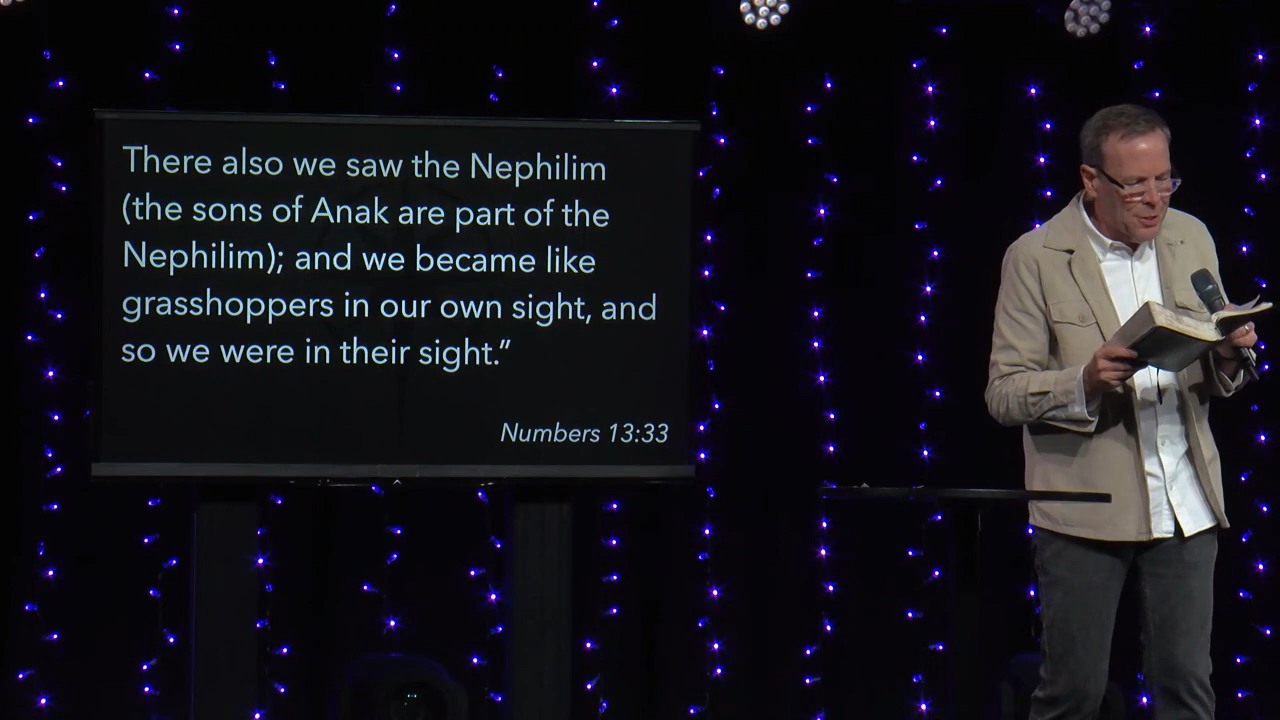 There also we saw the Nephilim
(the sons of Anak are part of the
Nephilim); and we became like
grasshoppers in our own sight, and
so we were in their sight.”
Numbers 13:33